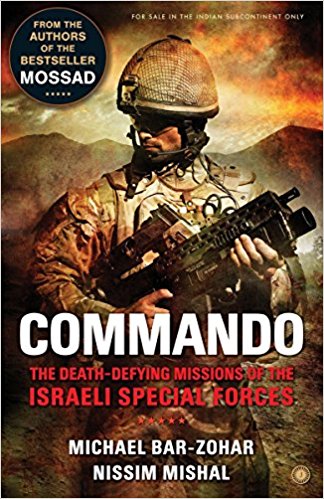 FOR SALE IN THE INDIAN SUBCONTINENT ONLY
FROM THE
AUTHORS
OF THE
BESTSELLER
MOSSAD
COMMANDO
THE DEATH-DEFYING MISSIONS OF THE
ISRAELI SPECIAL FORCES
MICHAEL BAR-ZOHAR
NISSIM MISHAL